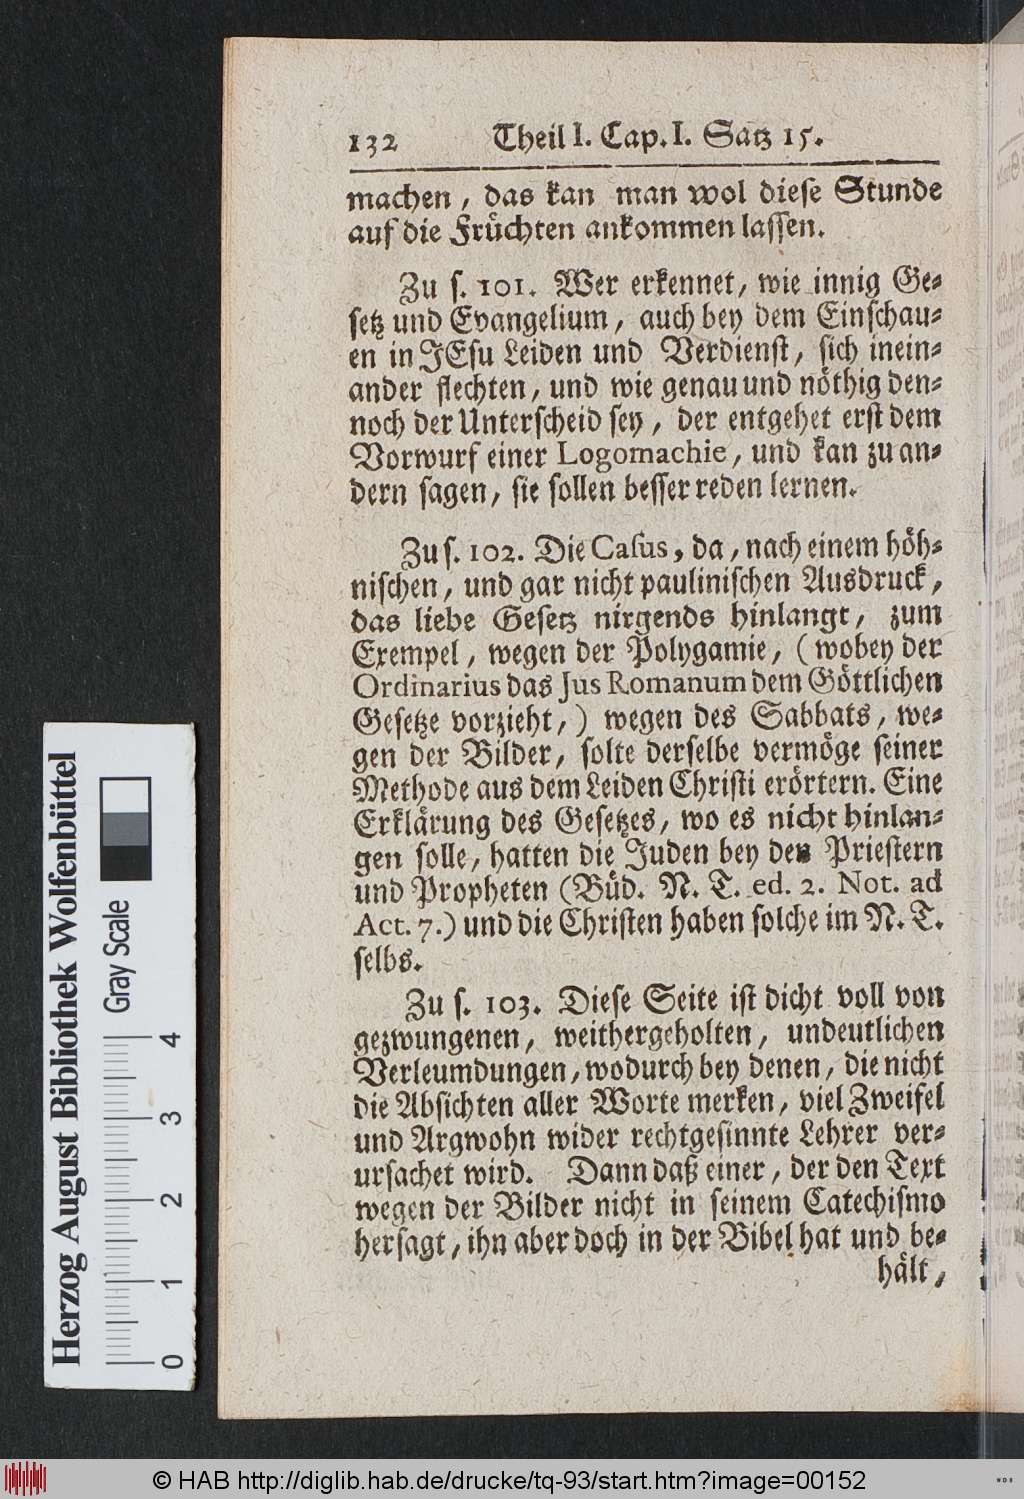 132 Theil I. Cap. I. Satz 15.
machen, das kan man wol diese Stunde
auf die Früchten ankommen lassen.
Zu s. 101. Wer erkennet, wie innig Ge-
setz und Evangelium, auch bey dem Einschau-
en in JEsu Leiden und Verdienst, sich inein-
ander flechten, und wie genau und nöthig den-
noch der Unterscheid sey, der entgehet erst dem
Vorwurf einer Logomachie, und kan zu an-
dern sagen, sie sollen besser reden lernen.
Zu s. 102. Die Casus, da, nach einem höh-
nischen, und gar nicht paulinischen Ausdruck,
das liebe Gesetz nirgends hinlangt, zum
Exempel, wegen der Polygamie, (wobey der
Ordinarius das Jus Romanum dem Göttlichen
Gesetze vorzieht,) wegen des Sabbats, we-
gen der Bilder, solte derselbe vermöge seiner
Methode aus dem Leiden Christi erörtern. Eine
Erklärung des Gesetzes, wo es nicht hinlan-
gen solle, hatten die Juden bey den Priestern
und Propheten (Büd. N. T. ed. 2. Not. ad
Act. 7.) und die Christen haben solche im N. T.
selbs.
Zu s. 103. Diese Seite ist dicht voll von
gezwungenen, weithergeholten, undeutlichen
Verleumdungen, wodurch bey denen, die nicht
die Absichten aller Worte merken, viel Zweifel
und Argwohn wider rechtgesinnte Lehrer ver-
ursachet wird. Dann daß einer, der den Text
wegen der Bilder nicht in seinem Catechismo
hersagt, ihn aber doch in der Bibel hat und be-
hält,
Herzog August Bibliothek Wolfenbüttel
Gray Scale
0 1 2 3 4
© HAB http://diglib.hab.de/drucke/tq-93/start.htm?image=00152